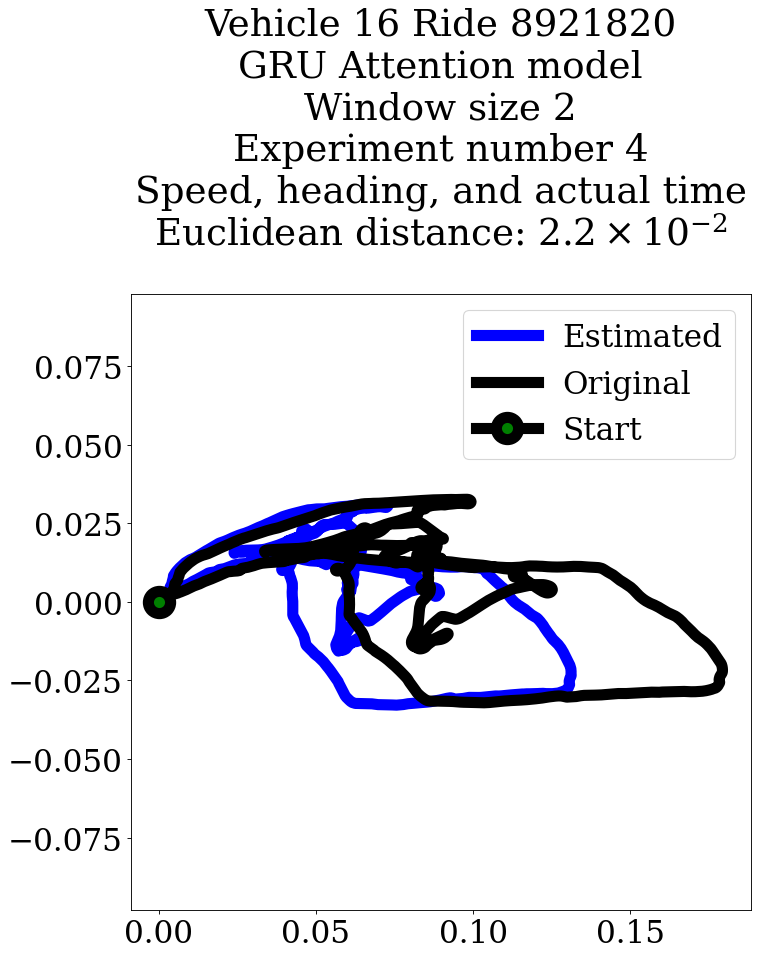 Vehicle 16 Ride 8921820
GRU Attention model
Window size 2
Experiment number 4
Speed, heading, and actual time
Euclidean distance: 2.2 × 10⁻²
Estimated
Original
Start
0.075
0.050
0.025
0.000
−0.025
−0.050
−0.075
0.00 0.05 0.10 0.15